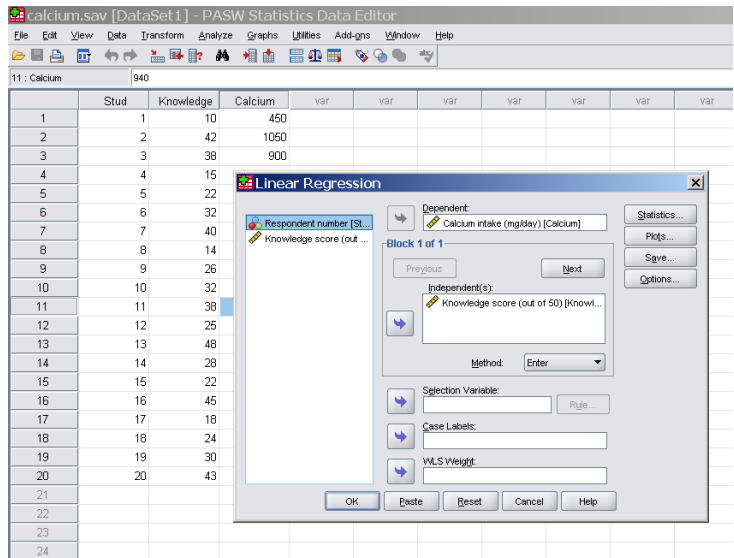 calcium.sav [DataSet1] - PASW Statistics Data Editor
File Edit View Data Transform Analyze Graphs Utilities Add-ons Window Help
11 : Calcium 940
Stud Knowledge Calcium var var var var var var var
1 1 10 450
2 2 42 1050
3 3 38 900
4 4 15
5 5 22
6 6 32
7 7 40
8 8 14
9 9 26
10 10 32
11 11 38
12 12 25
13 13 48
14 14 28
15 15 22
16 16 45
17 17 18
18 18 24
19 19 30
20 20 43
21
22
23
24
Linear Regression
Respondent number [St...
Knowledge score (out ...
Dependent:
Calcium intake (mg/day) [Calcium]
Block 1 of 1
Previous Next
Independent(s):
Knowledge score (out of 50) [Knowl...
Method: Enter
Selection Variable:
Rule...
Case Labels:
WLS Weight:
Statistics...
Plots...
Save...
Options...
OK Paste Reset Cancel Help